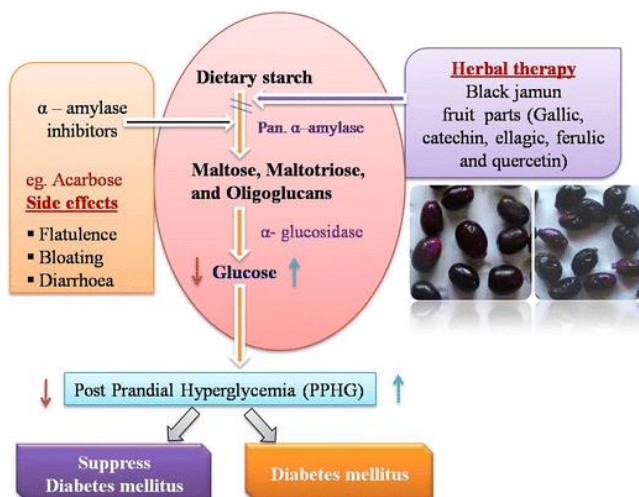 Dietary starch
α – amylase
inhibitors
eg. Acarbose
Side effects
▪ Flatulence
▪ Bloating
▪ Diarrhoea
Pan. α–amylase
Maltose, Maltotriose,
and Oligoglucans
α- glucosidase
Glucose
Herbal therapy
Black jamun
fruit parts (Gallic,
catechin, ellagic, ferulic
and quercetin)
Post Prandial Hyperglycemia (PPHG)
Suppress
Diabetes mellitus
Diabetes mellitus